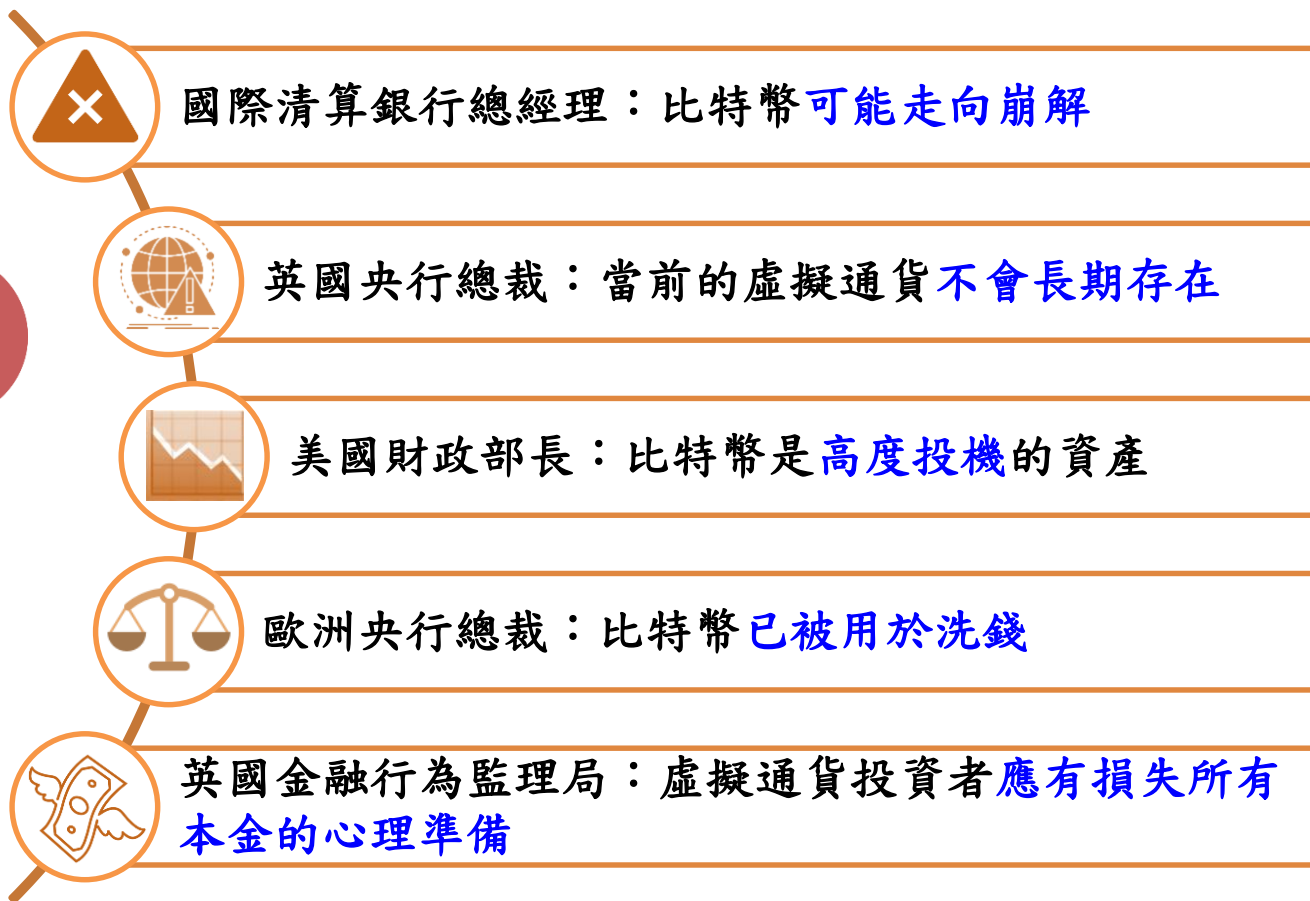 國際清算銀行總經理：比特幣可能走向崩解
英國央行總裁：當前的虛擬通貨不會長期存在
美國財政部長：比特幣是高度投機的資產
歐洲央行總裁：比特幣已被用於洗錢
英國金融行為監理局：虛擬通貨投資者應有損失所有
本金的心理準備